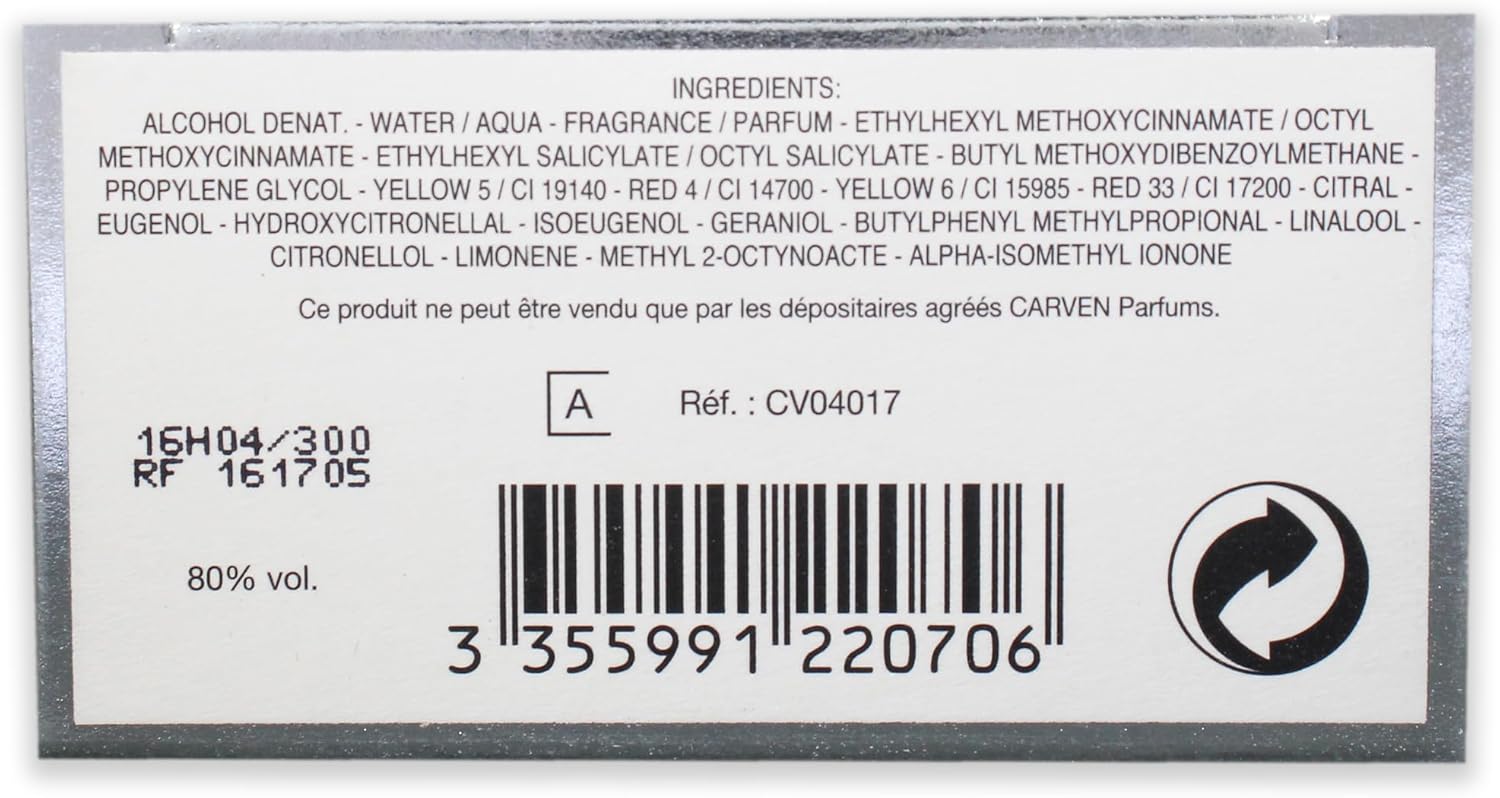 INGREDIENTS:
ALCOHOL DENAT. - WATER / AQUA - FRAGRANCE / PARFUM - ETHYLHEXYL METHOXYCINNAMATE / OCTYL
METHOXYCINNAMATE - ETHYLHEXYL SALICYLATE / OCTYL SALICYLATE - BUTYL METHOXYDIBENZOYLMETHANE -
PROPYLENE GLYCOL - YELLOW 5 / CI 19140 - RED 4 / CI 14700 - YELLOW 6 / CI 15985 - RED 33 / CI 17200 - CITRAL -
EUGENOL - HYDROXYCITRONELLAL - ISOEUGENOL - GERANIOL - BUTYLPHENYL METHYLPROPIONAL - LINALOOL -
CITRONELLOL - LIMONENE - METHYL 2-OCTYNOACTE - ALPHA-ISOMETHYL IONONE
Ce produit ne peut être vendu que par les dépositaires agréés CARVEN Parfums.
A Réf. : CV04017
16H04/300
RF 161705
80% vol.
3 355991 220706